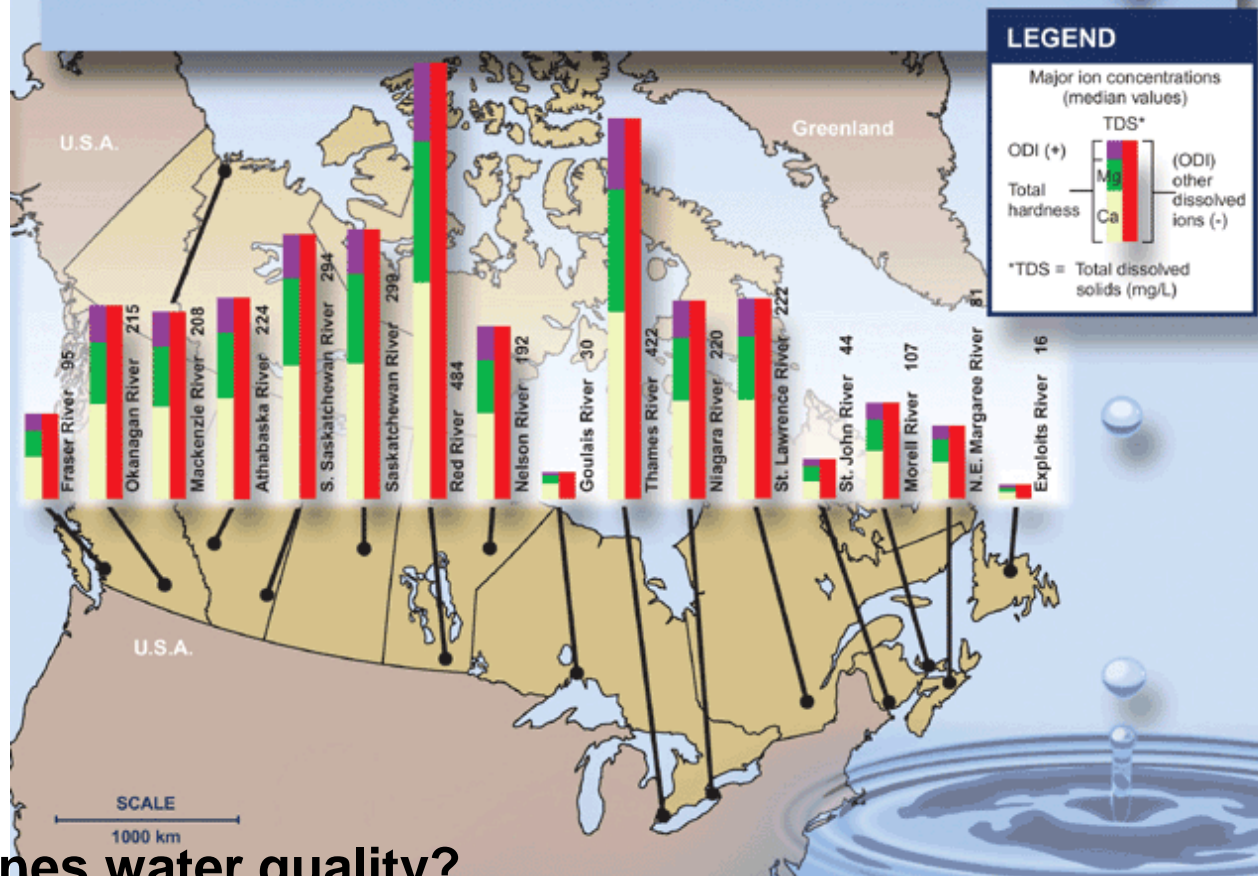 LEGEND
Major ion concentrations
(median values)
TDS*
ODI (+)
Mg
Total
hardness
Ca
(ODI)
other
dissolved
ions (-)
*TDS = Total dissolved
solids (mg/L)
U.S.A.
Greenland
Fraser River 95
Okanagan River 215
Mackenzie River 208
Athabaska River 224
S. Saskatchewan River 294
Saskatchewan River 299
Red River 484
Nelson River 192
Goulais River 30
Thames River 422
Niagara River 220
St. Lawrence River 222
St. John River 44
Morell River 107
N.E. Margaree River 81
Exploits River 16
U.S.A.
SCALE
1000 km
water quality?